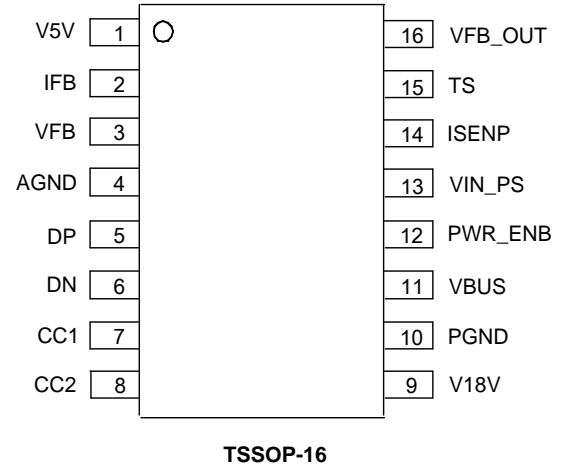 V5V 1 16 VFB_OUT
IFB 2 15 TS
VFB 3 14 ISENP
AGND 4 13 VIN_PS
DP 5 12 PWR_ENB
DN 6 11 VBUS
CC1 7 10 PGND
CC2 8 9 V18V
TSSOP-16